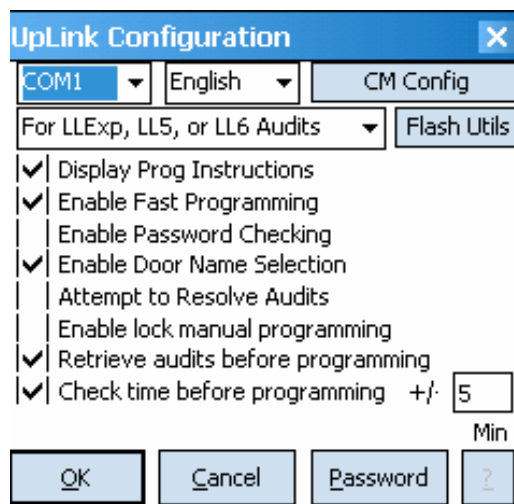 UpLink Configuration
COM1 English CM Config
For LLExp, LL5, or LL6 Audits Flash Utils
Display Prog Instructions
Enable Fast Programming
Enable Password Checking
Enable Door Name Selection
Attempt to Resolve Audits
Enable lock manual programming
Retrieve audits before programming
Check time before programming +/- 5
Min
OK Cancel Password ?